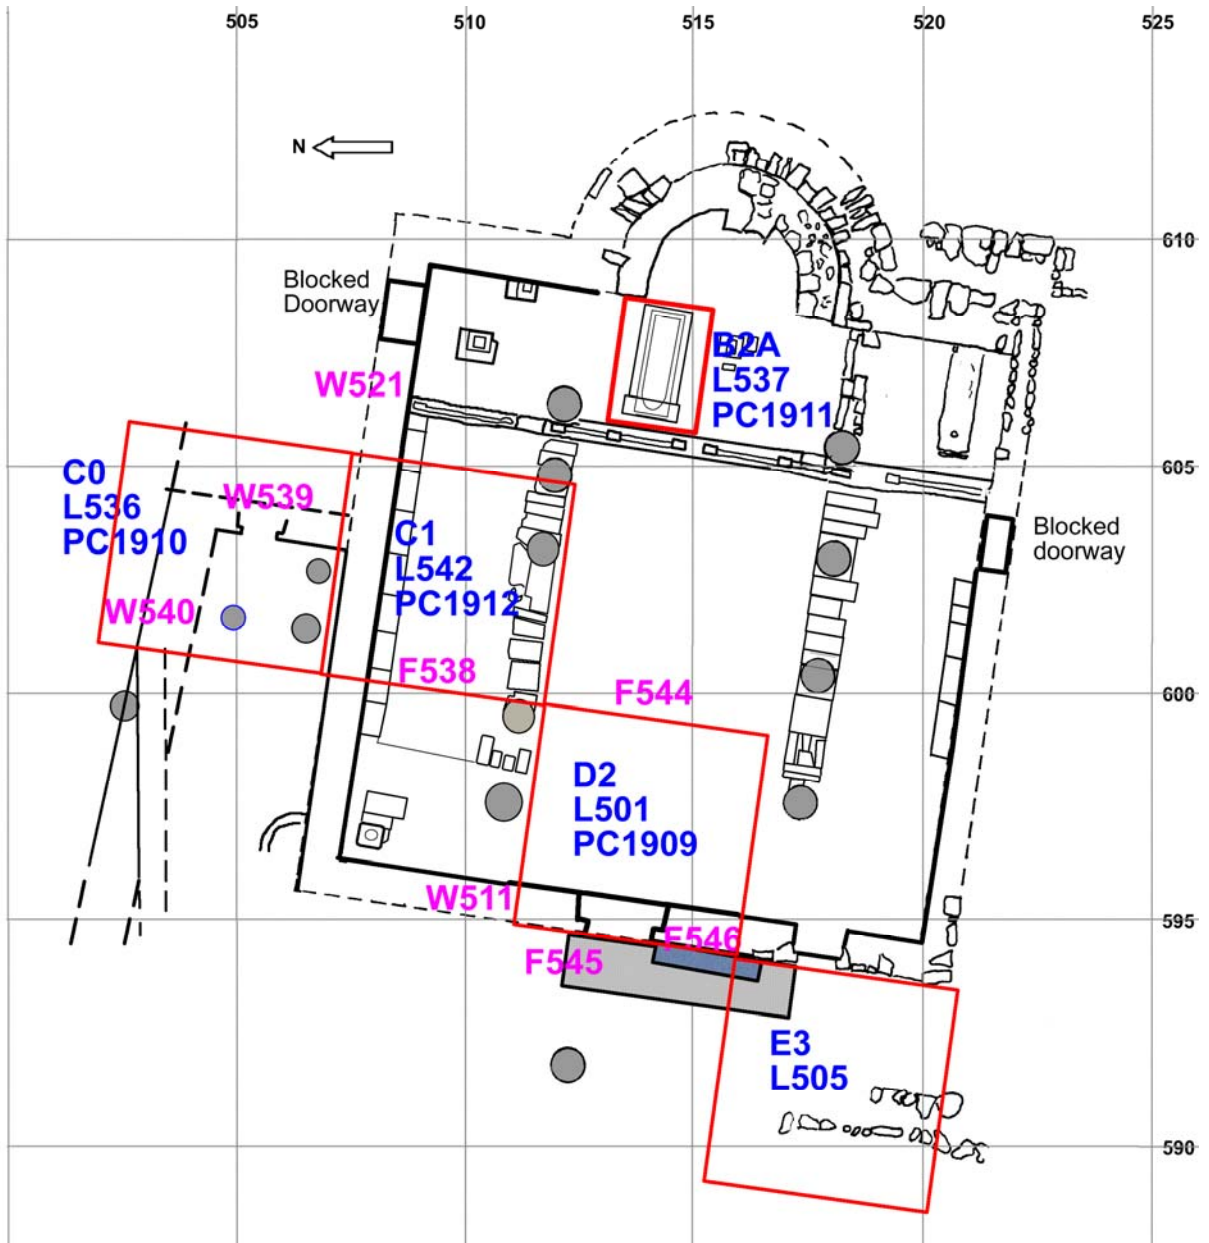 505
510
515
520
525
N
610
Blocked
Doorway
B2A
L537
PC1911
W521
605
C0
L536
PC1910
W539
C1
L542
PC1912
Blocked
doorway
W540
F538
F544
600
D2
L501
PC1909
W511
595
F546
F545
E3
L505
590